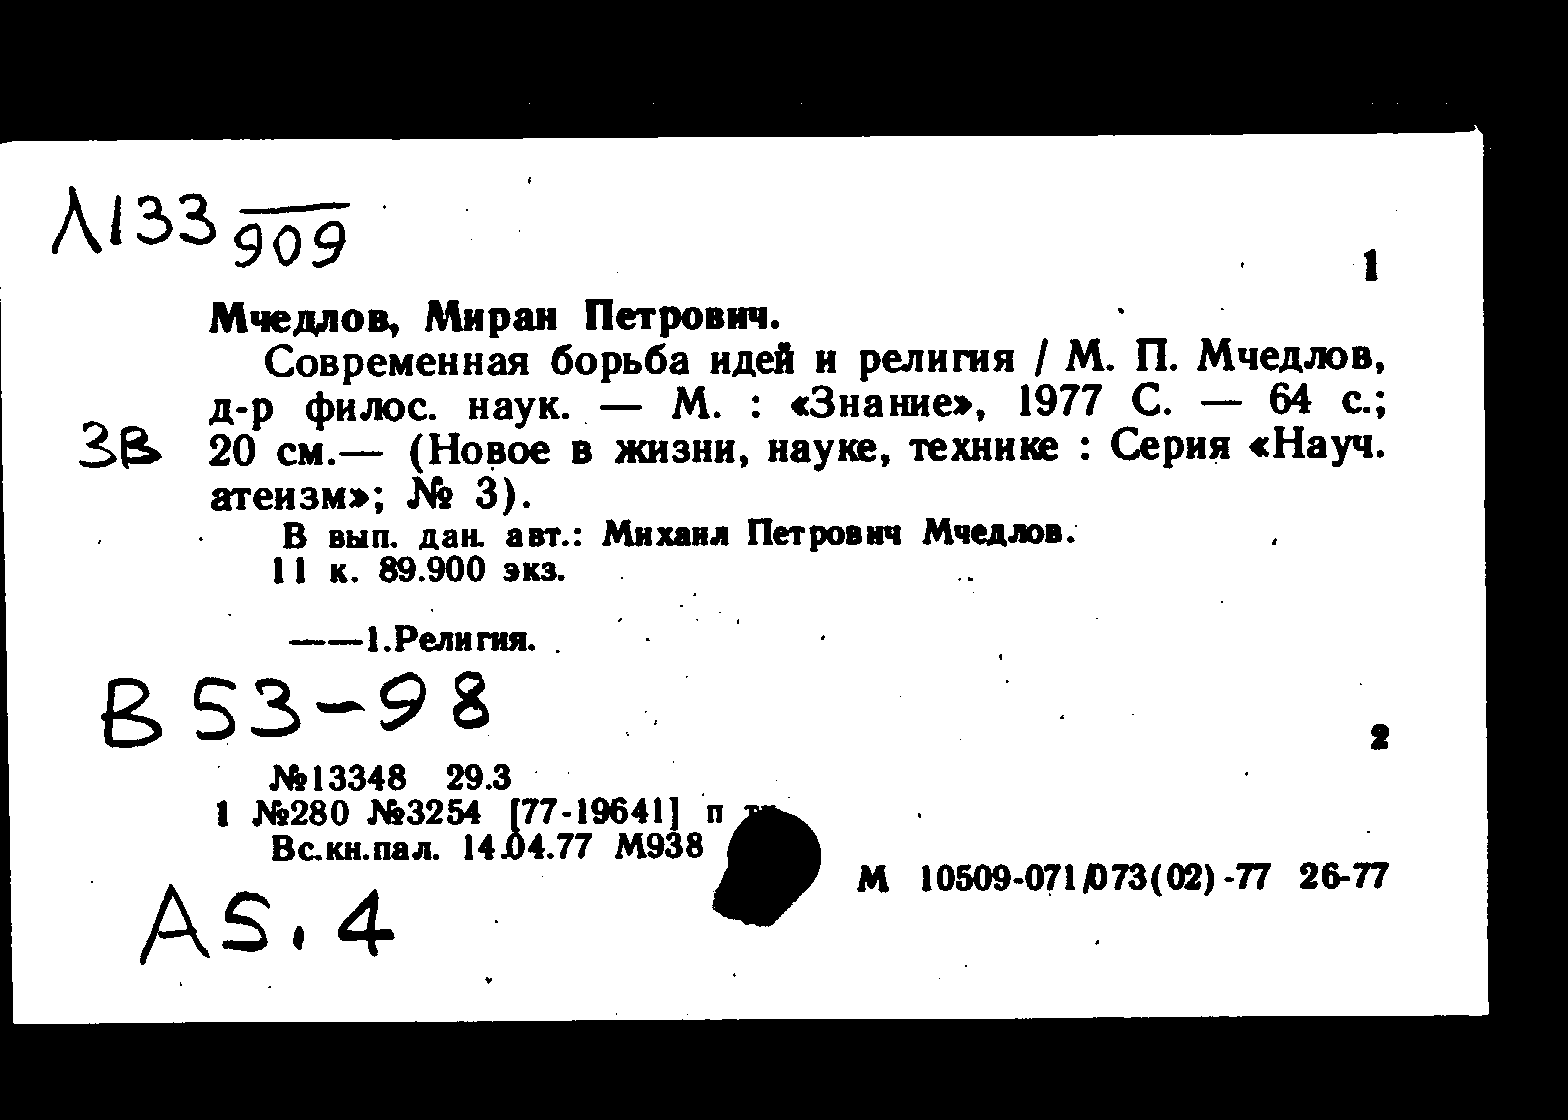 Л133 909
1
Мчедлов, Миран Петрович.
Современная борьба идей и религия / М. П. Мчедлов,
д-р филос. наук. — М. : «Знание», 1977 С. — 64 с.;
3В 20 см.— (Новое в жизни, науке, технике : Серия «Науч.
атеизм»; № 3).
В вып. дан. авт.: Михаил Петрович Мчедлов.
11 к. 89.900 экз.
——1.Религия.
В 53-98
2
№13348 29.3
1 №280 №3254 [77-19641] п
Вс.кн.пал. 14.04.77 М938
М 10509-071/073(02)-77 26-77
А5.4